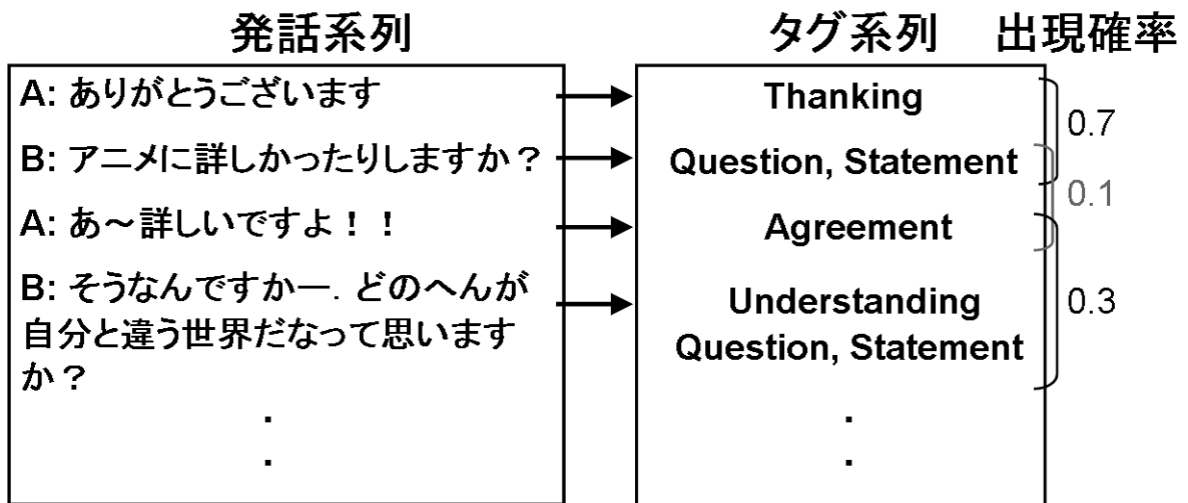 発話系列
A: ありがとうございます
B: アニメに詳しかったりしますか？
A: あ～詳しいですよ！！
B: そうなんですかー. どのへんが
自分と違う世界だなって思います
か？
.
.
タグ系列
Thanking
Question, Statement
Agreement
Understanding
Question, Statement
.
.
出現確率
0.7
0.1
0.3